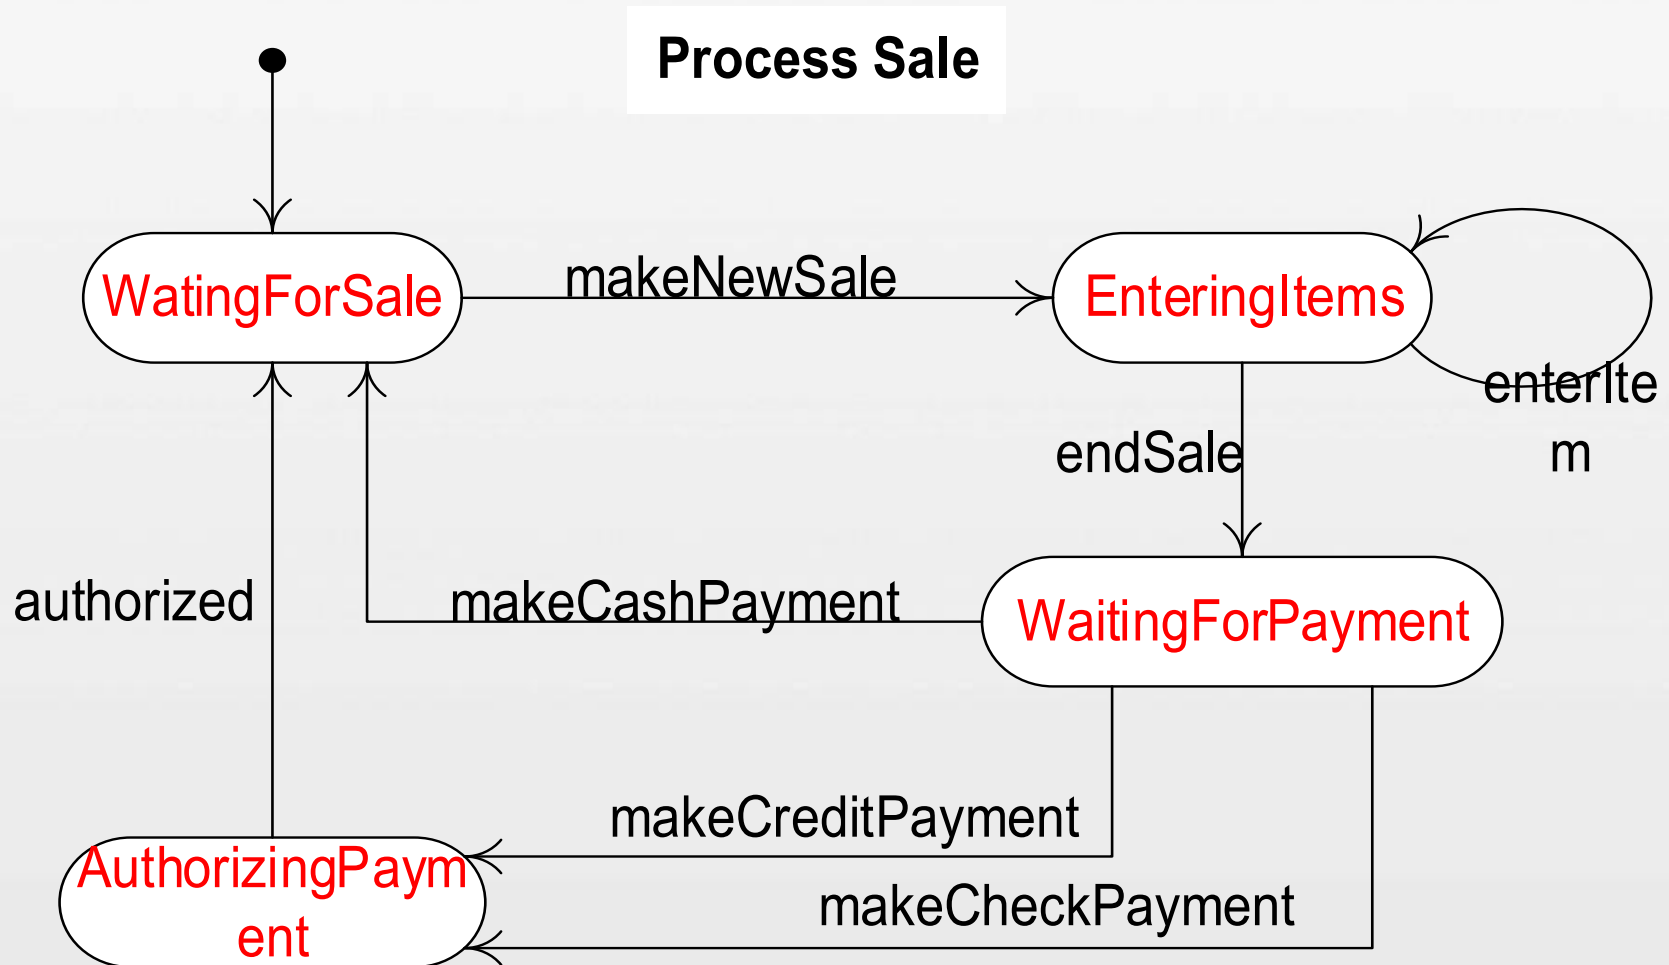 Process Sale
WatingForSale
makeNewSale
EnteringItems
enterIte
m
endSale
authorized
makeCashPayment
WaitingForPayment
makeCreditPayment
AuthorizingPaym
ent
makeCheckPayment